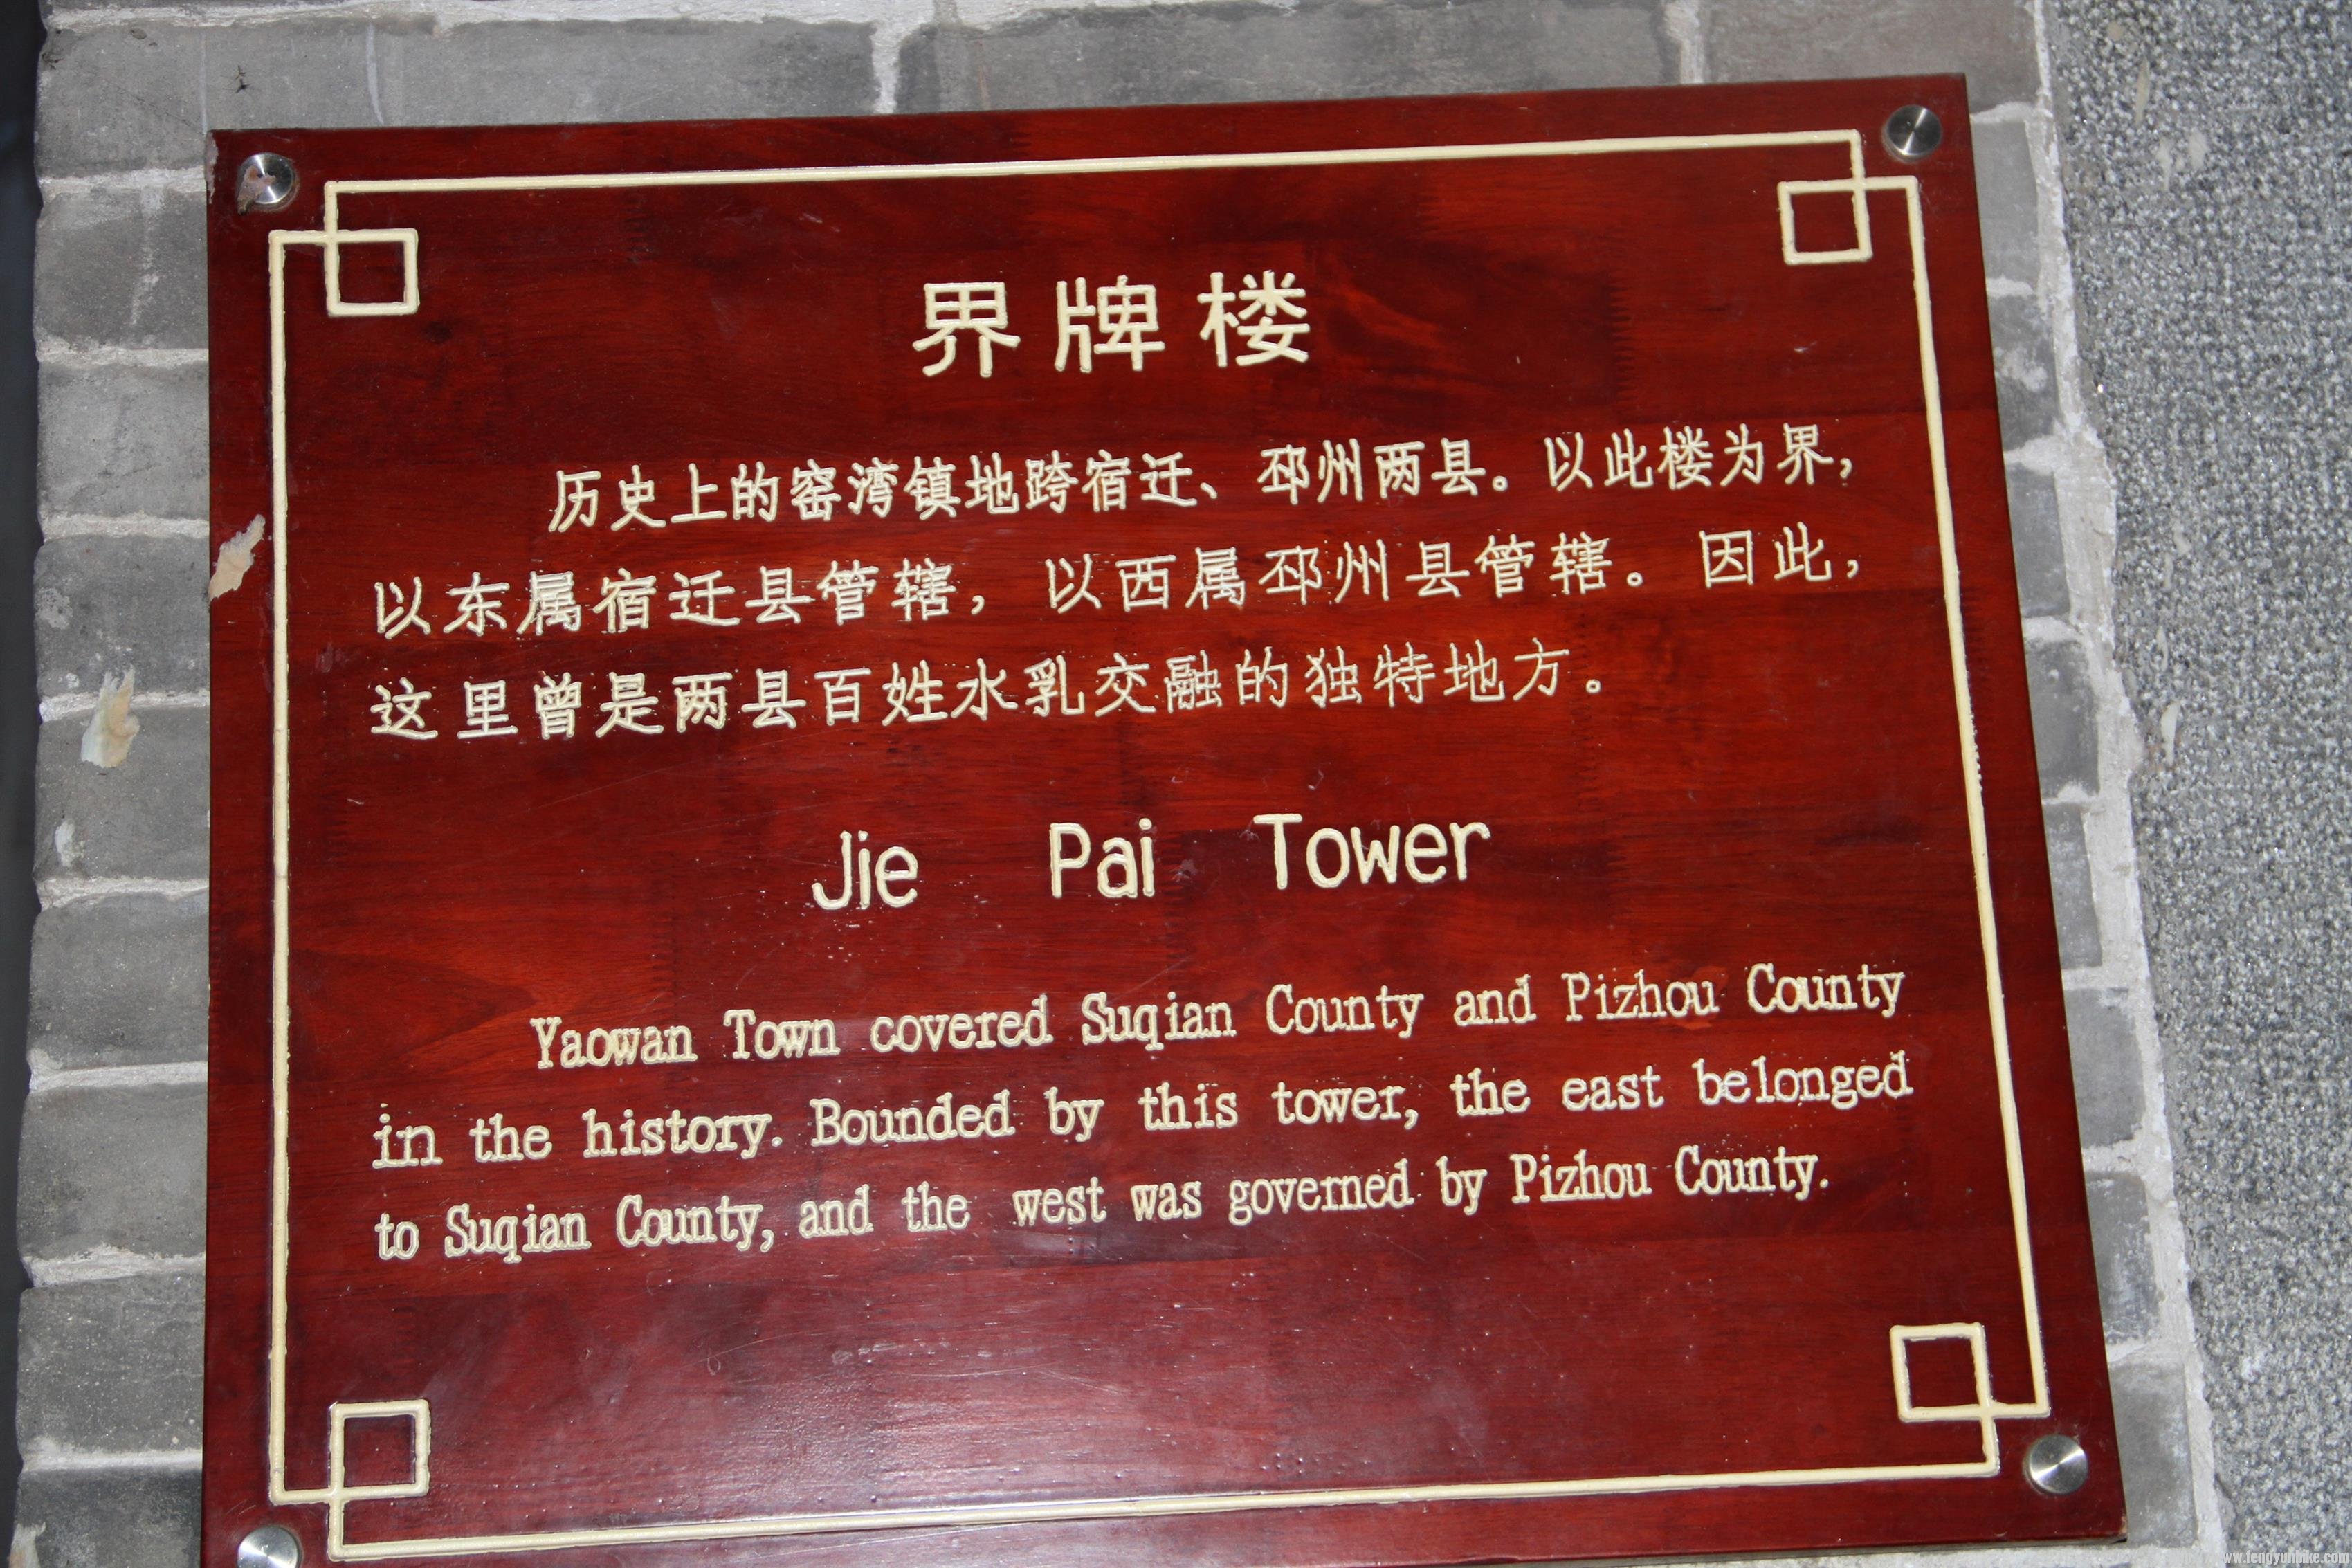 界牌楼
历史上的窑湾镇地跨宿迁、邳州两县。以此楼为界，
以东属宿迁县管辖，以西属邳州县管辖。因此，
这里曾是两县百姓水乳交融的独特地方。
Jie Pai Tower
Yaowan Town covered Suqian County and Pizhou County
in the history. Bounded by this tower, the east belonged
to Suqian County, and the west was governed by Pizhou County.